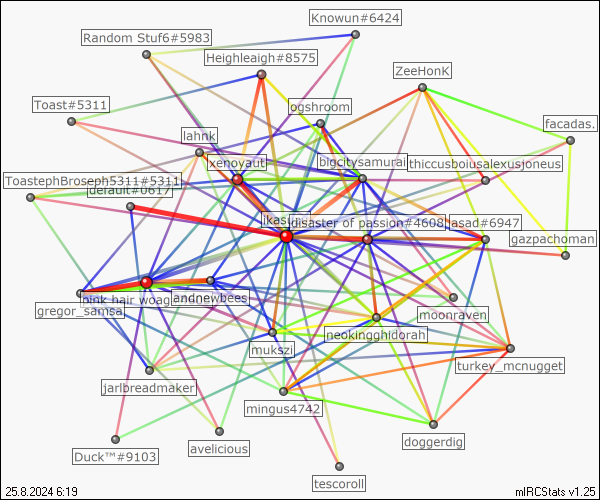 Knowun#6424
Random Stuf6#5983
Heighleigh#8575
ZeeHonK
Toast#5311
ogshroom
facadas.
lahnk
xenoyaut
bigcitysamurai
thiccusboiusalexusjoneus
ToastephBroseph5311#5311
default#0617
kasu
disaster of passion#4608
asad#6947
gazpachoman
pink hair woag
andnewbees
gregor_samsa
moonraven
neokingghidorah
mukszi
turkey_mcnugget
jarlbreadmaker
mingus4742
doggerdig
avelicious
Duck™#9103
tescoroll
25.8.2024 6:19
mIRCStats v1.25